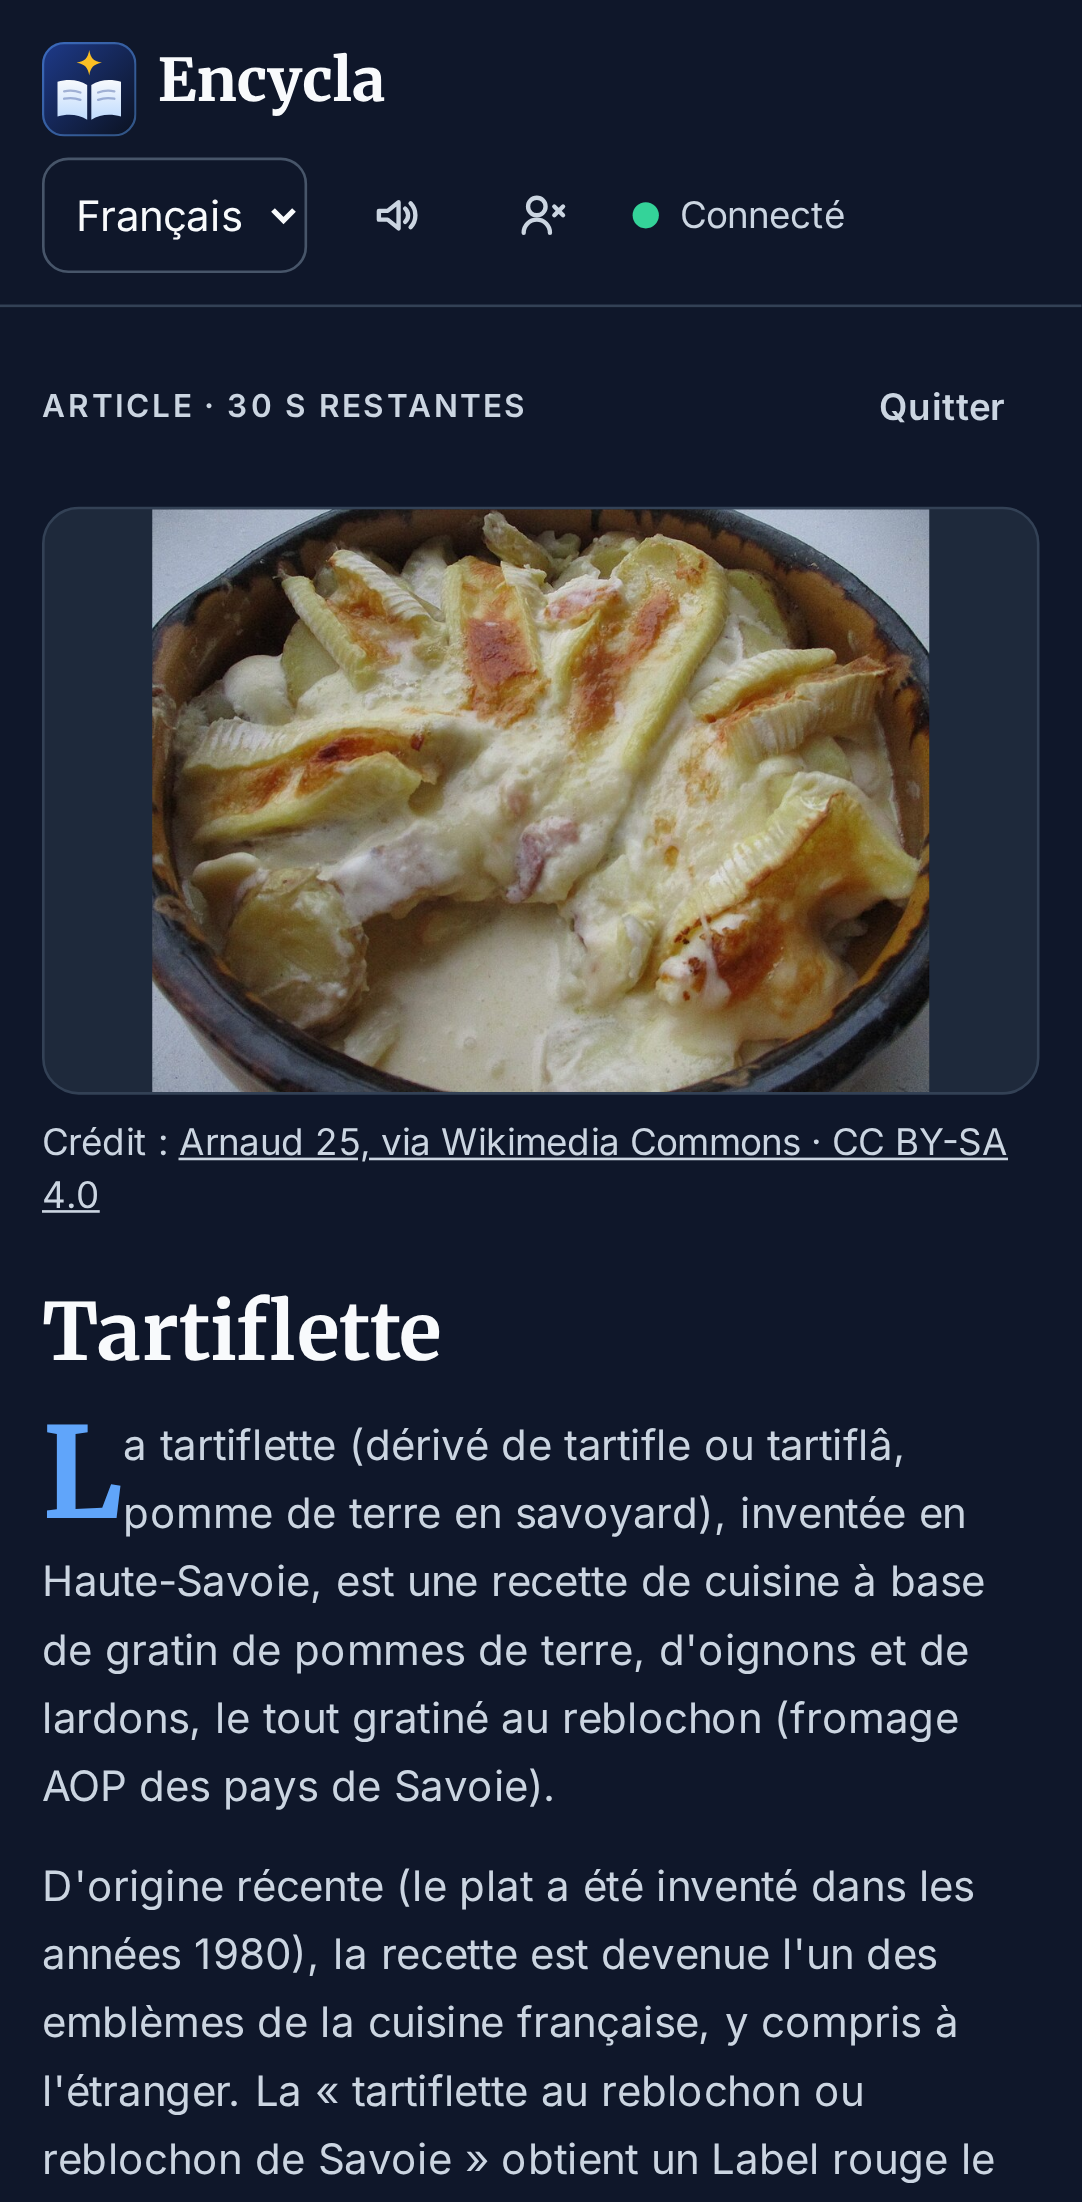 Encycla
Français
Connecté
ARTICLE · 30 S RESTANTES
Quitter
Crédit : Arnaud 25, via Wikimedia Commons · CC BY-SA
4.0
Tartiflette
La tartiflette (dérivé de tartifle ou tartiflâ,
pomme de terre en savoyard), inventée en
Haute-Savoie, est une recette de cuisine à base
de gratin de pommes de terre, d'oignons et de
lardons, le tout gratiné au reblochon (fromage
AOP des pays de Savoie).
D'origine récente (le plat a été inventé dans les
années 1980), la recette est devenue l'un des
emblèmes de la cuisine française, y compris à
l'étranger. La « tartiflette au reblochon ou
reblochon de Savoie » obtient un Label rouge le